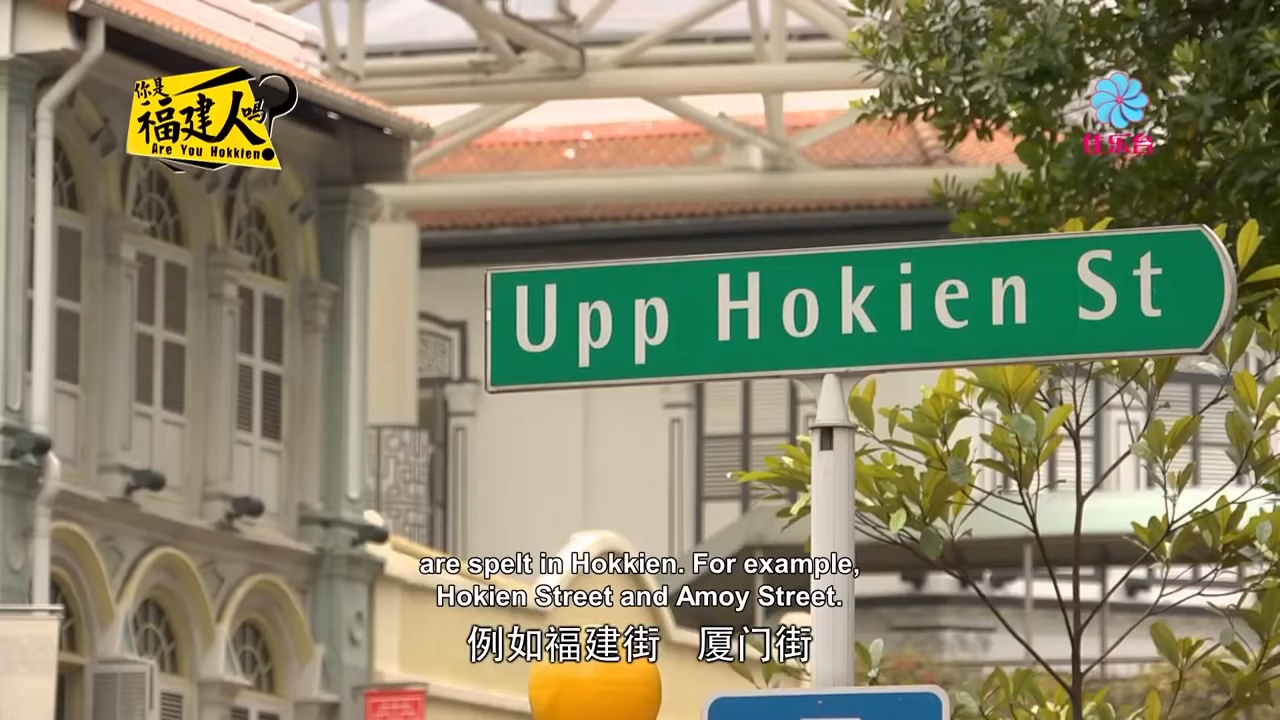 你是
福建人吗
Are You Hokkien?
佳乐台
Upp Hokien St
are spelt in Hokkien. For example,
Hokien Street and Amoy Street.
例如福建街 厦门街